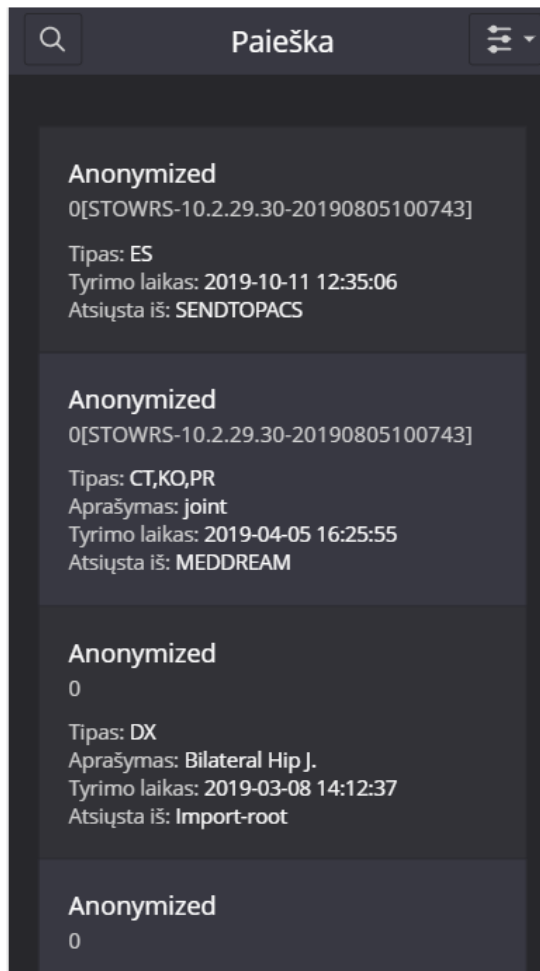 Paieška
Anonymized
0[STOWRS-10.2.29.30-20190805100743]
Tipas: ES
Tyrimo laikas: 2019-10-11 12:35:06
Atsiųsta iš: SENDTOPACS
Anonymized
0[STOWRS-10.2.29.30-20190805100743]
Tipas: CT,KO,PR
Aprašymas: joint
Tyrimo laikas: 2019-04-05 16:25:55
Atsiųsta iš: MEDDREAM
Anonymized
0
Tipas: DX
Aprašymas: Bilateral Hip J.
Tyrimo laikas: 2019-03-08 14:12:37
Atsiųsta iš: Import-root
Anonymized
0